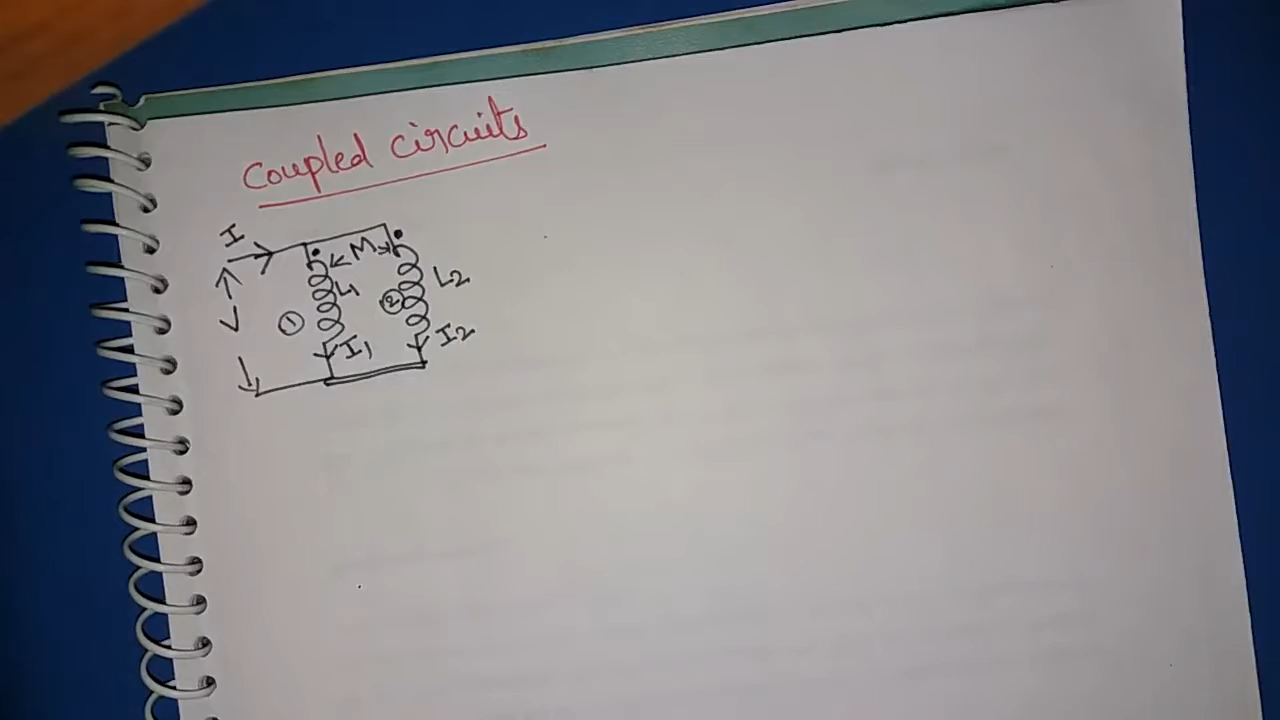 Coupled circuits
I
M
L1
L2
①
②
I1
I2